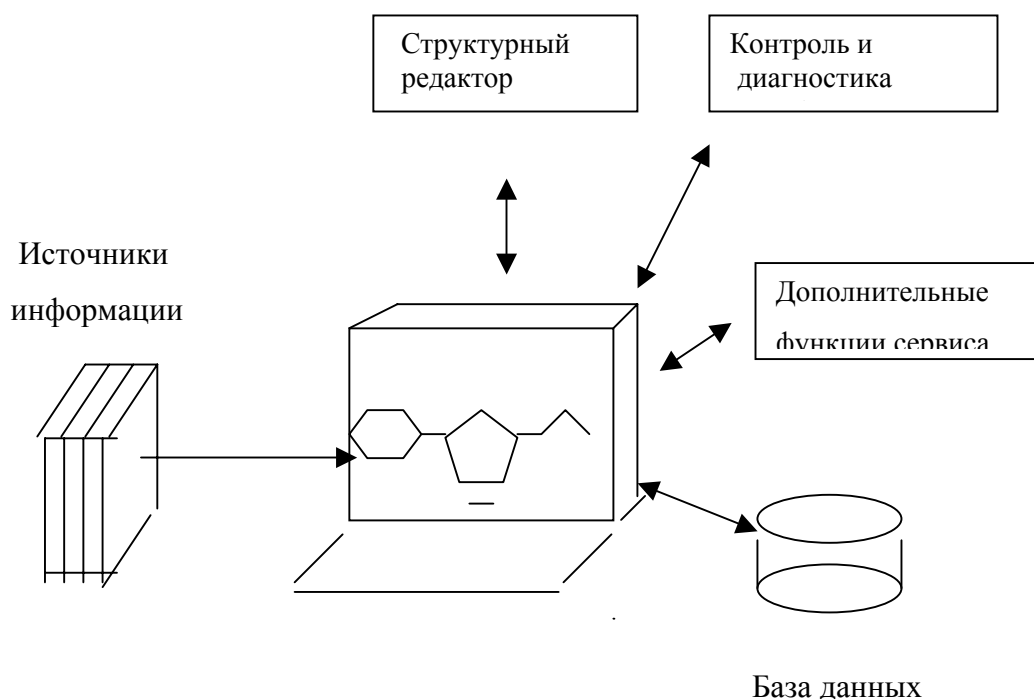 Структурный
редактор
Контроль и
диагностика
Источники
информации
Дополнительные
функции сервиса
База данных